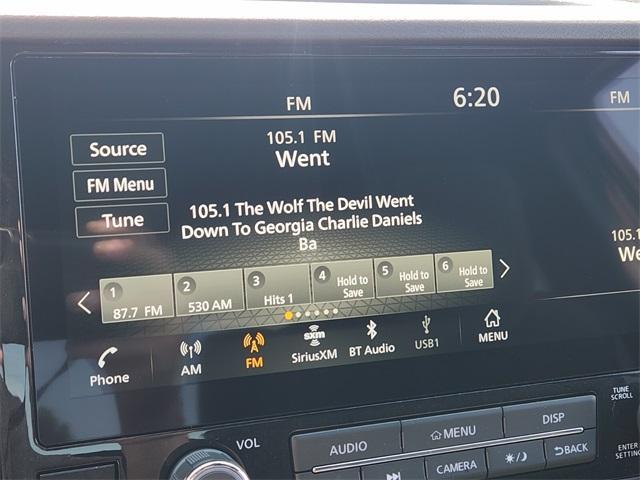 FM
6:20
FM
105.1 FM
Went
Source
FM Menu
Tune
105.1 The Wolf The Devil Went
Down To Georgia Charlie Daniels
Ba
105.1
We
1
87.7 FM
2
530 AM
3
Hits 1
4
Hold to
Save
5
Hold to
Save
6
Hold to
Save
Phone
AM
FM
sxm
SiriusXM
BT Audio
USB1
MENU
VOL
AUDIO
MENU
DISP
TUNE
SCROLL
CAMERA
BACK
ENTER
SETTING